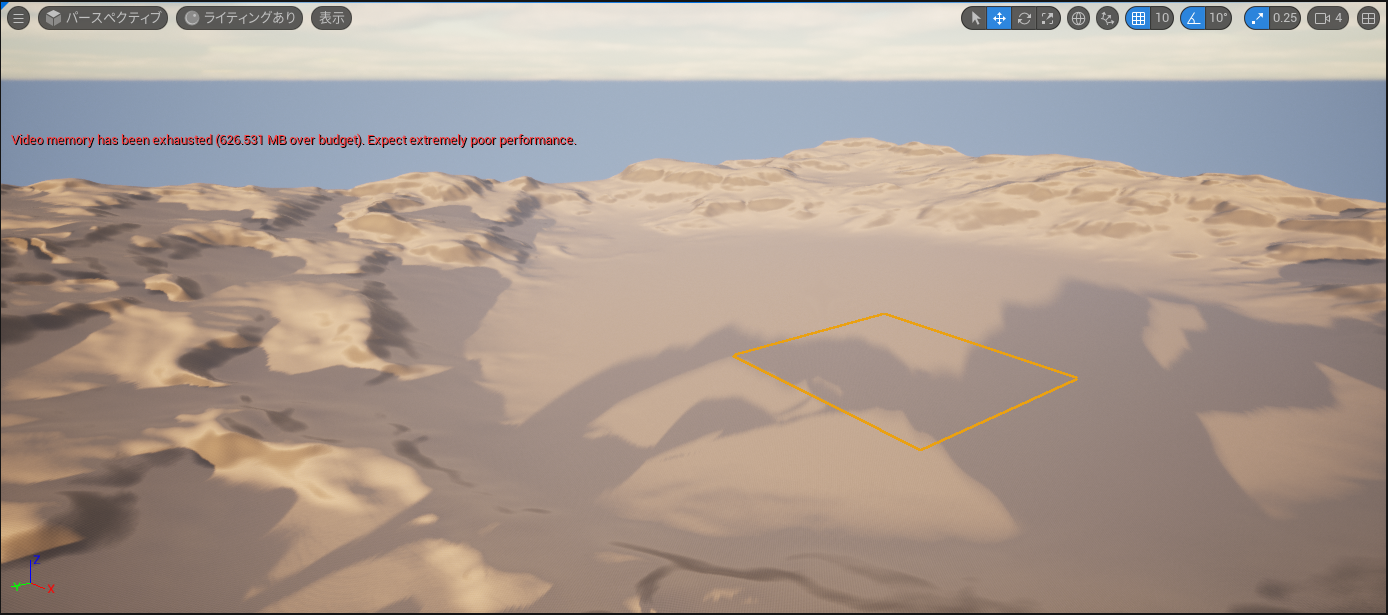 パースペクティブ ライティングあり 表示 10 10° 0.25 4
Video memory has been exhausted (626.531 MB over budget). Expect extremely poor performance.
Z
Y X